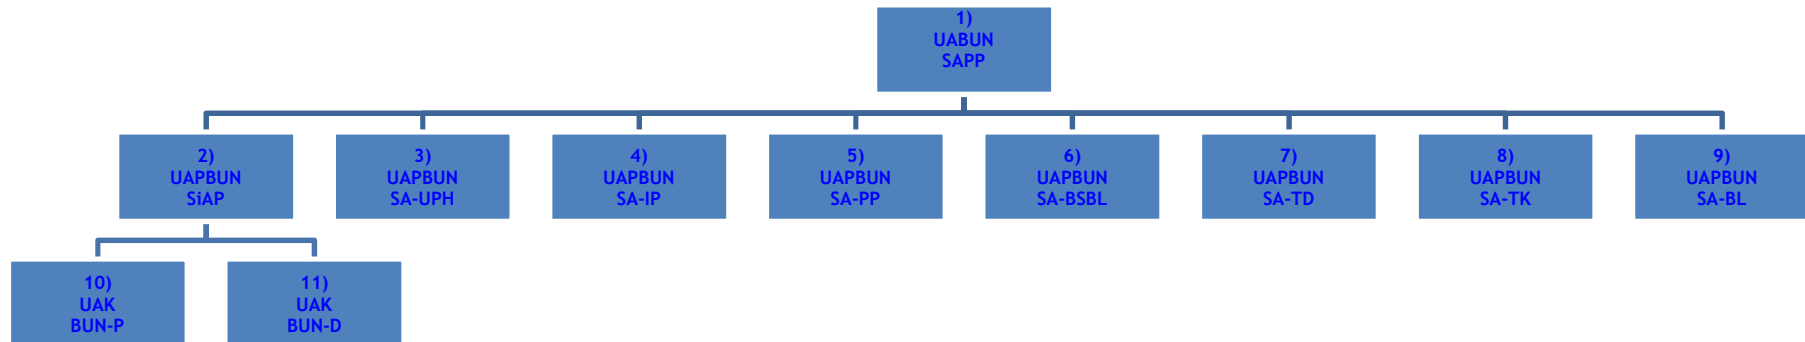 1)
UABUN
SAPP
2)
UAPBUN
SiAP
3)
UAPBUN
SA-UPH
4)
UAPBUN
SA-IP
5)
UAPBUN
SA-PP
6)
UAPBUN
SA-BSBL
7)
UAPBUN
SA-TD
8)
UAPBUN
SA-TK
9)
UAPBUN
SA-BL
10)
UAK
BUN-P
11)
UAK
BUN-D